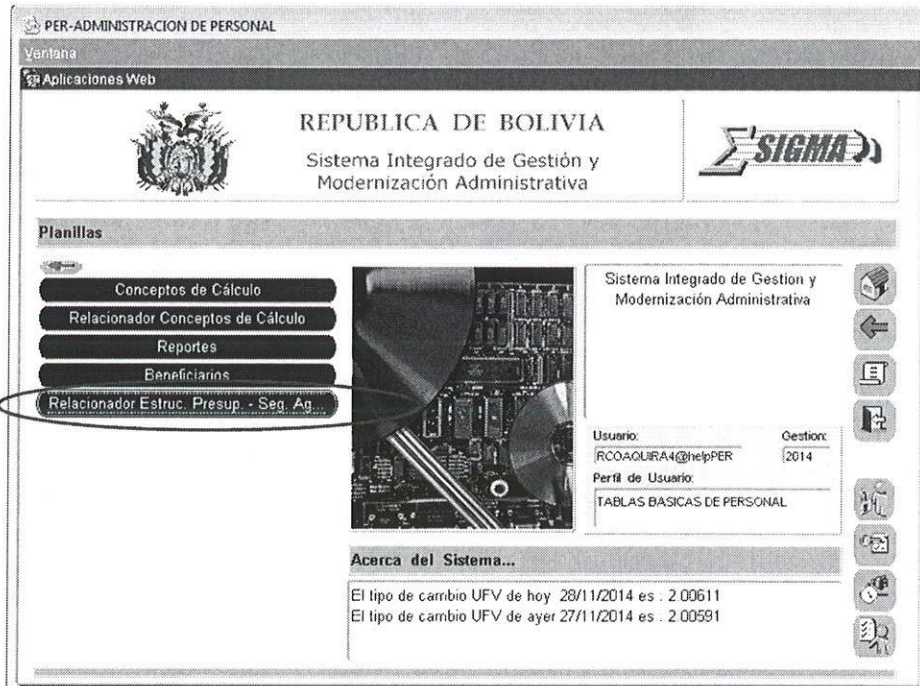 PER-ADMINISTRACION DE PERSONAL
Ventana
Aplicaciones Web
REPUBLICA DE BOLIVIA
Sistema Integrado de Gestión y
Modernización Administrativa
SIGMA
Planillas
Conceptos de Cálculo
Relacionador Conceptos de Cálculo
Reportes
Beneficiarios
Relacionador Estruc. Presup. - Seq. Ag...
Sistema Integrado de Gestion y
Modernización Administrativa
Usuario: Gestion:
RCOAQUIRA4@helpPER 2014
Perfil de Usuario:
TABLAS BASICAS DE PERSONAL
Acerca del Sistema...
El tipo de cambio UFV de hoy 28/11/2014 es : 2.00611
El tipo de cambio UFV de ayer 27/11/2014 es : 2.00591